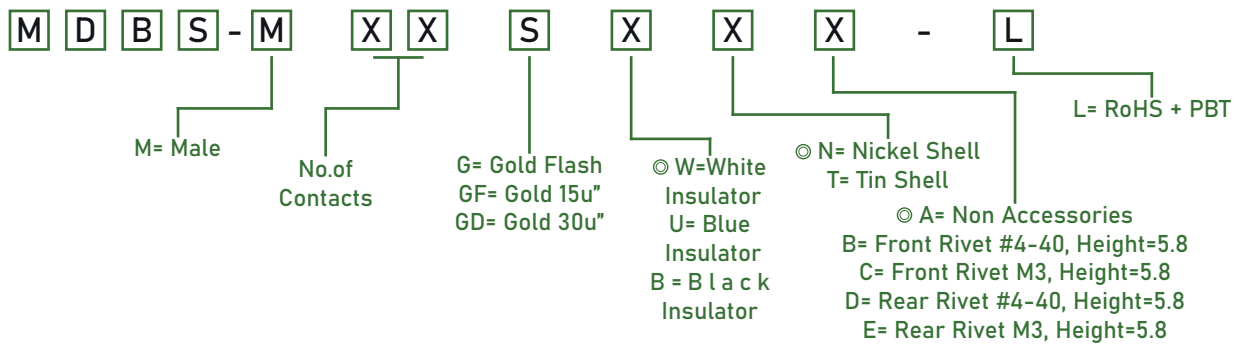 M D B S - M X X S X X X - L
M= Male
No.of
Contacts
G= Gold Flash
GF= Gold 15u"
GD= Gold 30u"
◎ W=White
Insulator
U= Blue
Insulator
B = B l a c k
Insulator
◎ N= Nickel Shell
T= Tin Shell
◎ A= Non Accessories
B= Front Rivet #4-40, Height=5.8
C= Front Rivet M3, Height=5.8
D= Rear Rivet #4-40, Height=5.8
E= Rear Rivet M3, Height=5.8
L= RoHS + PBT